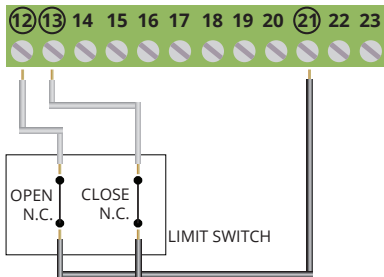 12 13 14 15 16 17 18 19 20 21 22 23
OPEN
N.C.
CLOSE
N.C.
LIMIT SWITCH